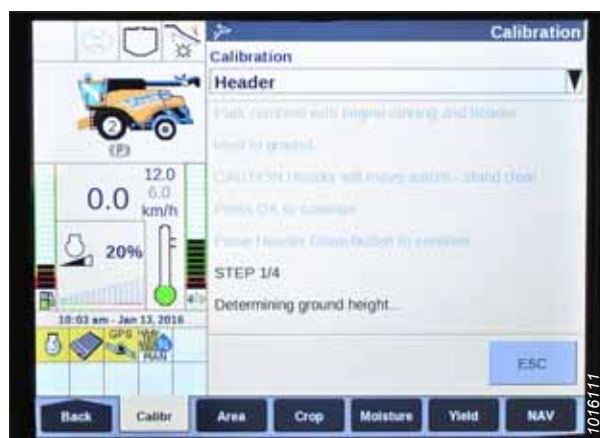 Calibration
Calibration
Header
Park combine with engine running and header
level to ground.
CAUTION Header will move autom.- stand clear !
Press OK to continue
Press Header Down button to continue
STEP 1/4
Determining ground height...
2
(P)
12.0
0.0
6.0
km/h
20%
10:03 am - Jan 13, 2016
GPS
MAN
ESC
Back
Calibr
Area
Crop
Moisture
Yield
NAV
1016111